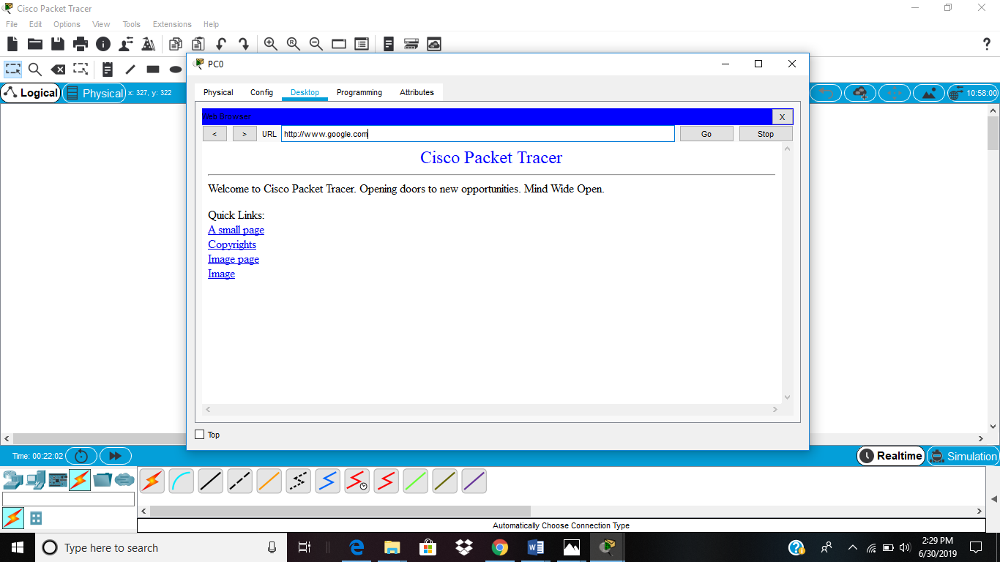 Cisco Packet Tracer
File Edit Options View Tools Extensions Help
PC0
Physical Config Desktop Programming Attributes
Logical Physical x: 327, y: 322 10:58:00
Web Browser X
< > URL http://www.google.com Go Stop
Cisco Packet Tracer
Welcome to Cisco Packet Tracer. Opening doors to new opportunities. Mind Wide Open.
Quick Links:
A small page
Copyrights
Image page
Image
Top
Time: 00:22:02 Realtime Simulation
Automatically Choose Connection Type
Type here to search
2:29 PM
6/30/2019